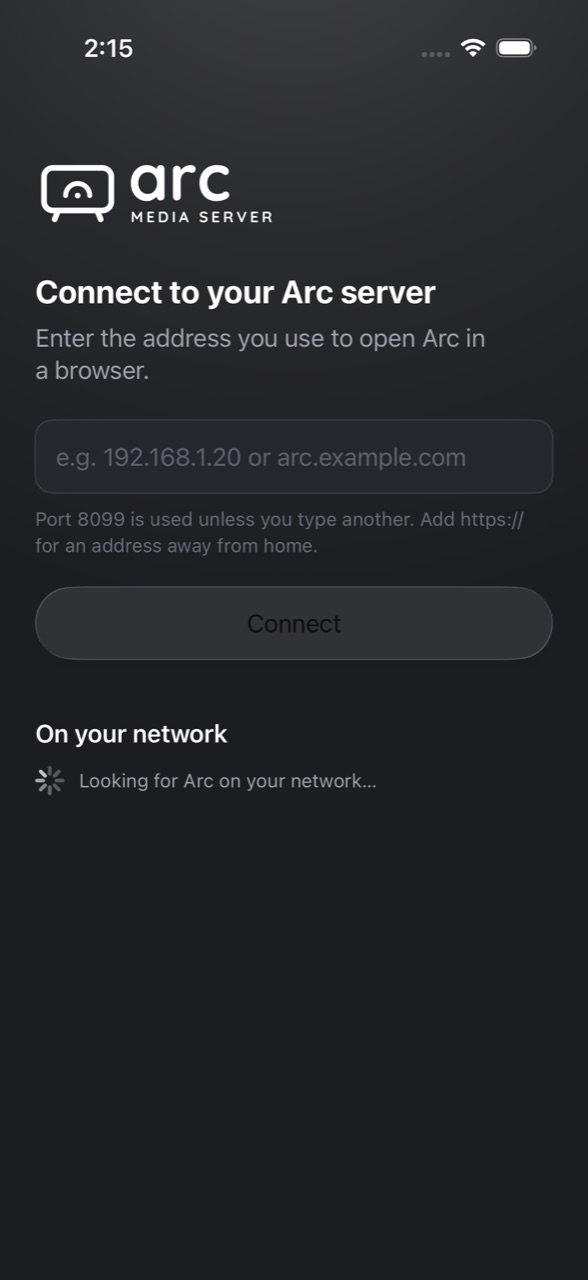 2:15
arc
MEDIA SERVER
Connect to your Arc server
Enter the address you use to open Arc in
a browser.
e.g. 192.168.1.20 or arc.example.com
Port 8099 is used unless you type another. Add https://
for an address away from home.
Connect
On your network
Looking for Arc on your network...